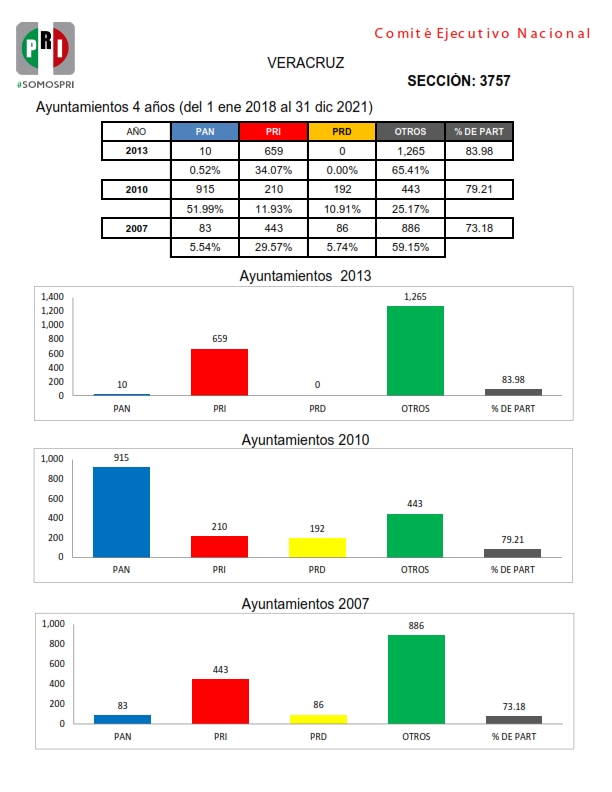 PRI
#SOMOSPRI
Comité Ejecutivo Nacional
VERACRUZ
SECCIÓN: 3757
Ayuntamientos 4 años (del 1 ene 2018 al 31 dic 2021)
AÑO PAN PRI PRD OTROS % DE PART
2013 10 659 0 1,265 83.98
0.52% 34.07% 0.00% 65.41%
2010 915 210 192 443 79.21
51.99% 11.93% 10.91% 25.17%
2007 83 443 86 886 73.18
5.54% 29.57% 5.74% 59.15%
Ayuntamientos 2013
1,400
1,200
1,000
800
600
400
200
0
10 659 0 1,265 83.98
PAN PRI PRD OTROS % DE PART
Ayuntamientos 2010
1,000
800
600
400
200
0
915 210 192 443 79.21
PAN PRI PRD OTROS % DE PART
Ayuntamientos 2007
1,000
800
600
400
200
0
83 443 86 886 73.18
PAN PRI PRD OTROS % DE PART